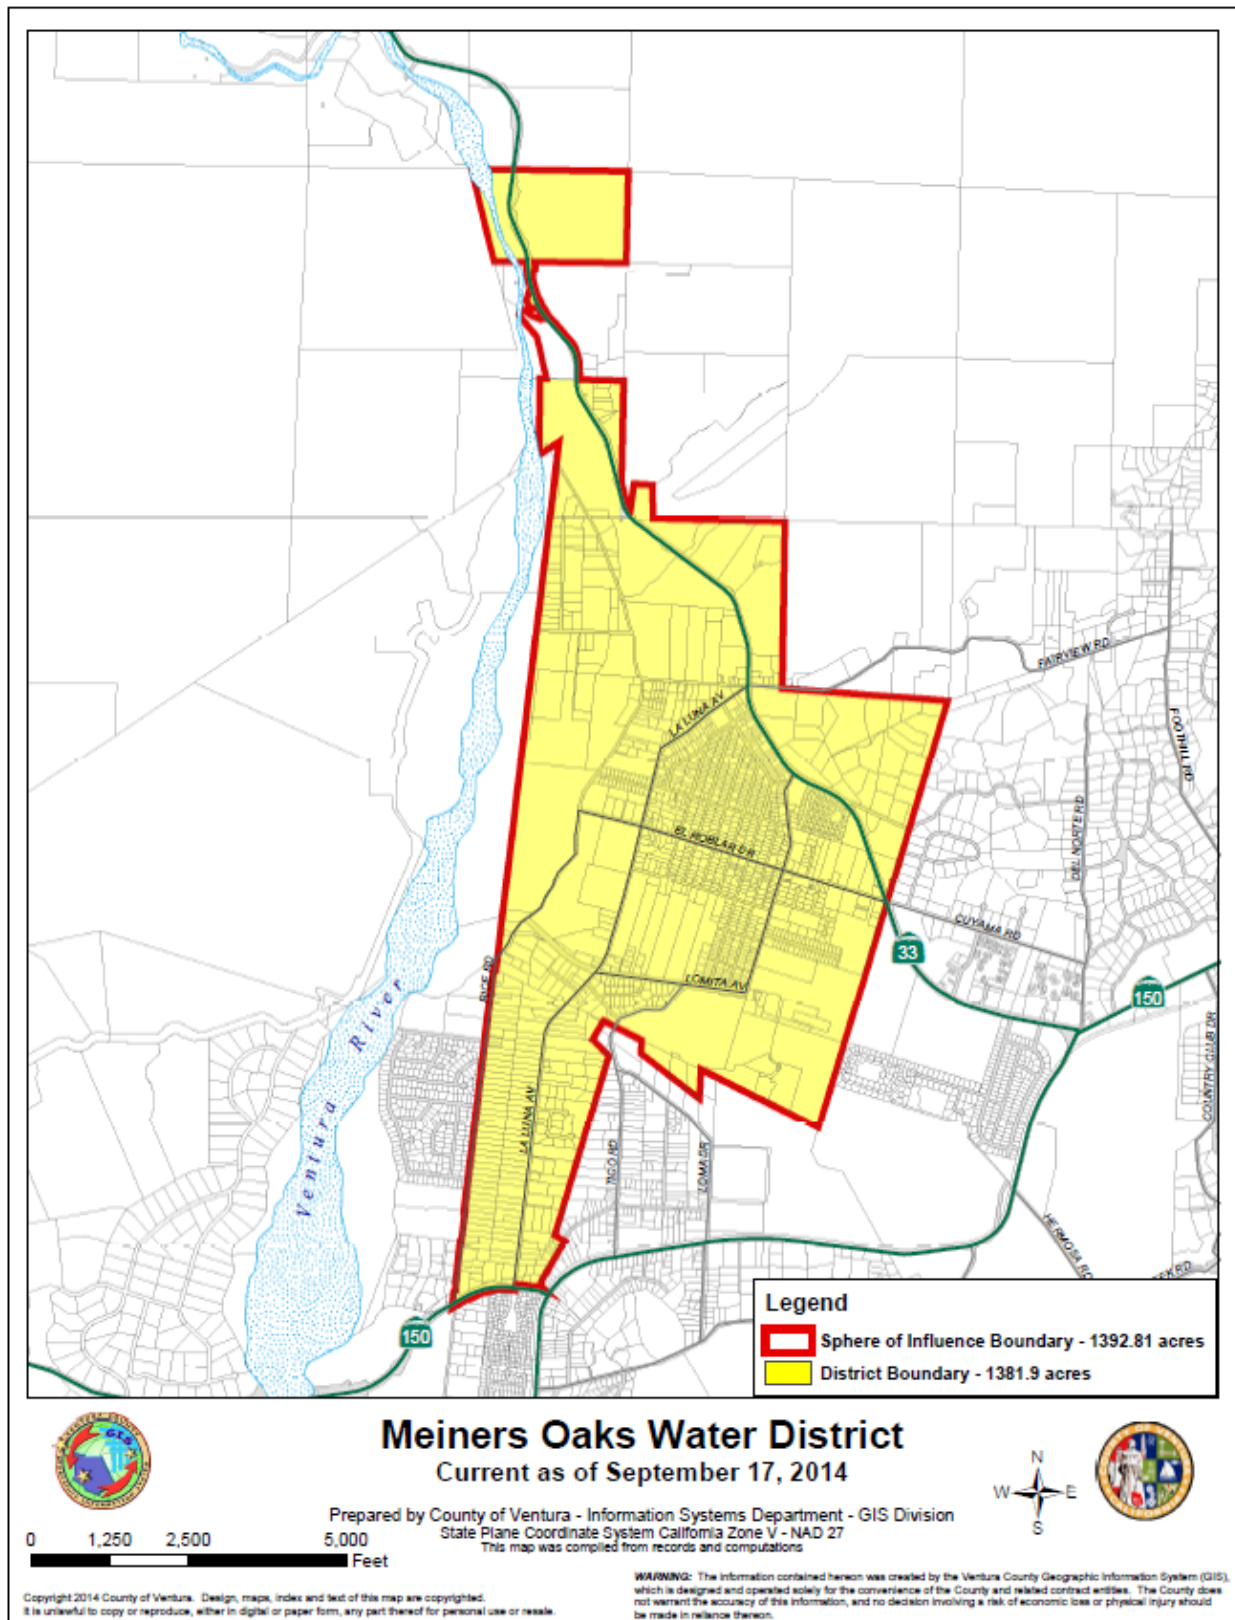 FAIRVIEW RD
FOOTHILL RD
LA LUNA AV
DEL NORTE RD
EL ROBLAR DR
CUYAMA RD
33
RICE RD
LOMITA AV
150
Ventura River
COUNTRY CLUB DR
LA LUNA AV
TICO RD
LOMA DR
HERMOSA RD
EK RD
150
Legend
Sphere of Influence Boundary - 1392.81 acres
District Boundary - 1381.9 acres
GIS
Meiners Oaks Water District
Current as of September 17, 2014
N
W E
S
Prepared by County of Ventura - Information Systems Department - GIS Division
State Plane Coordinate System California Zone V - NAD 27
This map was compiled from records and computations
0 1,250 2,500 5,000
Feet
Copyright 2014 County of Ventura. Design, maps, index and text of this map are copyrighted.
It is unlawful to copy or reproduce, either in digital or paper form, any part thereof for personal use or resale.
WARNING: The information contained hereon was created by the Ventura County Geographic Information System (GIS),
which is designed and operated solely for the convenience of the County and related contract entities. The County does
not warrant the accuracy of this information, and no decision involving a risk of economic loss or physical injury should
be made in reliance thereon.